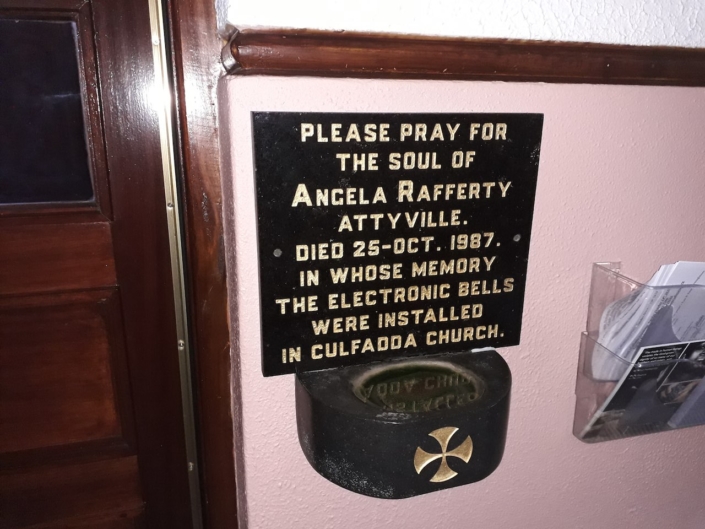 PLEASE PRAY FOR
THE SOUL OF
ANGELA RAFFERTY
ATTYVILLE.
DIED 25-OCT. 1987.
IN WHOSE MEMORY
THE ELECTRONIC BELLS
WERE INSTALLED
IN CULFADDA CHURCH.